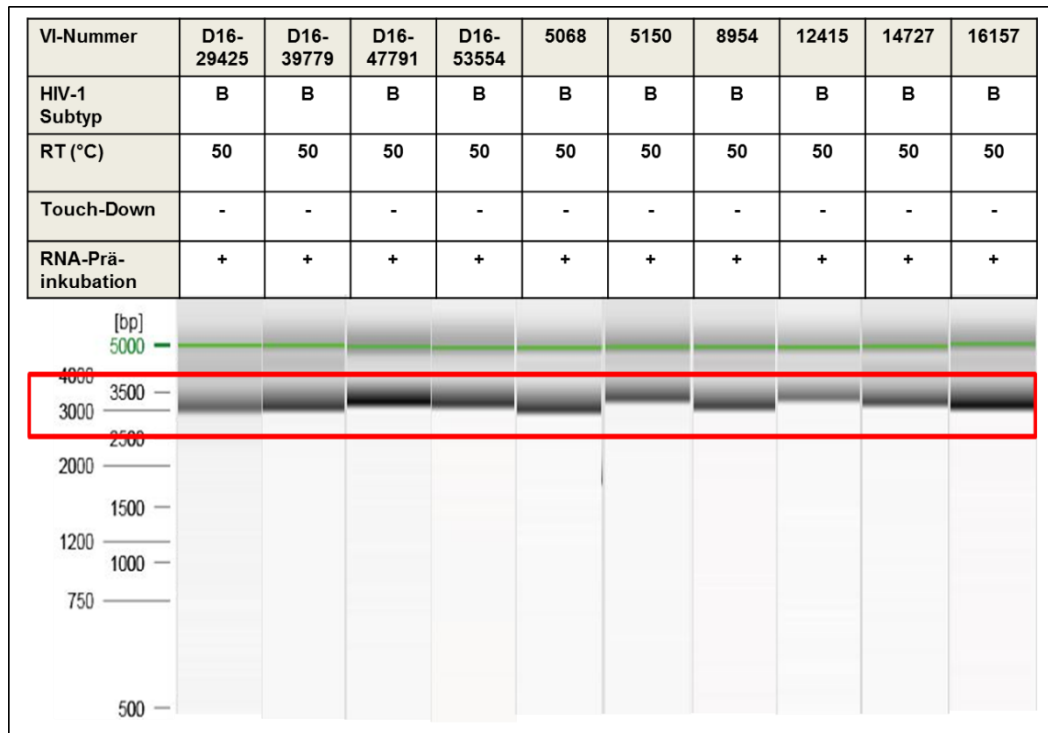 VI-Nummer D16-29425 D16-39779 D16-47791 D16-53554 5068 5150 8954 12415 14727 16157
HIV-1 Subtyp B B B B B B B B B B
RT (°C) 50 50 50 50 50 50 50 50 50 50
Touch-Down - - - - - - - - - -
RNA-Prä-inkubation + + + + + + + + + +
[bp]
5000
4000
3500
3000
2500
2000
1500
1200
1000
750
500